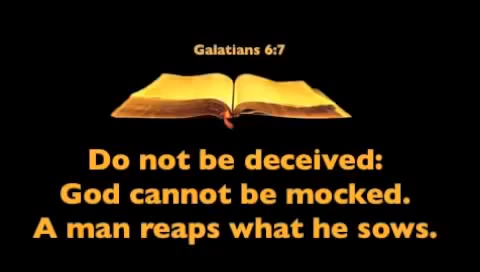 Galatians 6:7
Do not be deceived:
God cannot be mocked.
A man reaps what he sows.